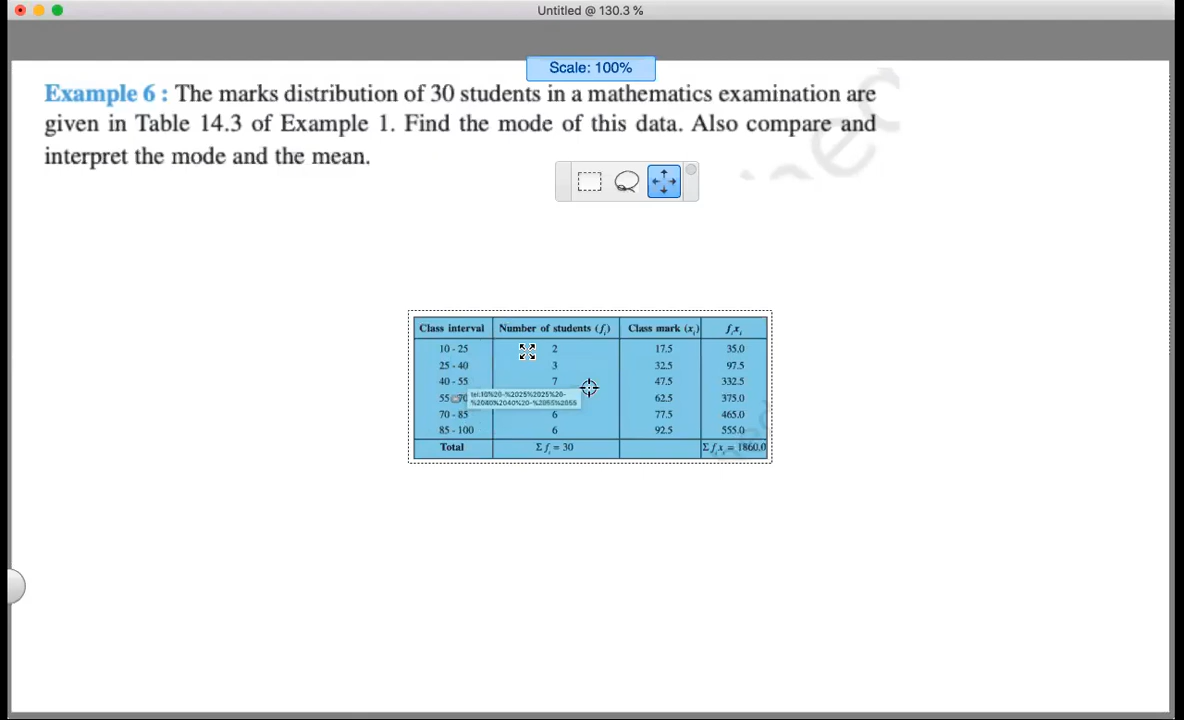 Untitled @ 130.3 %
Scale: 100%
Example 6 : The marks distribution of 30 students in a mathematics examination are
given in Table 14.3 of Example 1. Find the mode of this data. Also compare and
interpret the mode and the mean.
Class interval Number of students (fi) Class mark (xi) fixi
10 - 25 2 17.5 35.0
25 - 40 3 32.5 97.5
40 - 55 7 47.5 332.5
55 70 62.5 375.0
70 - 85 6 77.5 465.0
85 - 100 6 92.5 555.0
Total Σ fi = 30 Σ fixi = 1860.0